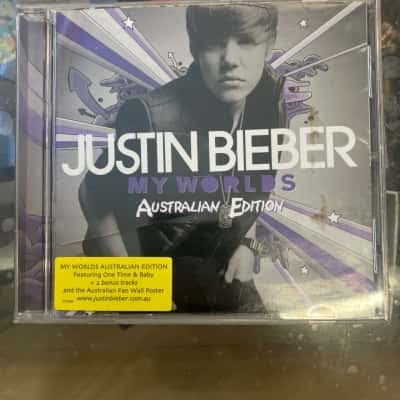 JUSTIN BIEBER
MY WORLDS
AUSTRALIAN EDITION
MY WORLDS AUSTRALIAN EDITION
Featuring One Time & Baby
+ 2 bonus tracks
and the Australian Fan Wall Poster
www.justinbieber.com.au